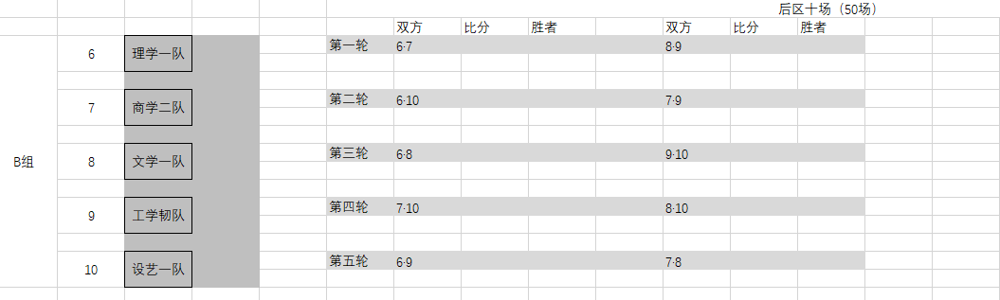 后区十场（50场）
双方 比分 胜者 双方 比分 胜者
6 理学一队 第一轮 6·7 8·9
7 商学二队 第二轮 6·10 7·9
B组 8 文学一队 第三轮 6·8 9·10
9 工学韧队 第四轮 7·10 8·10
10 设艺一队 第五轮 6·9 7·8